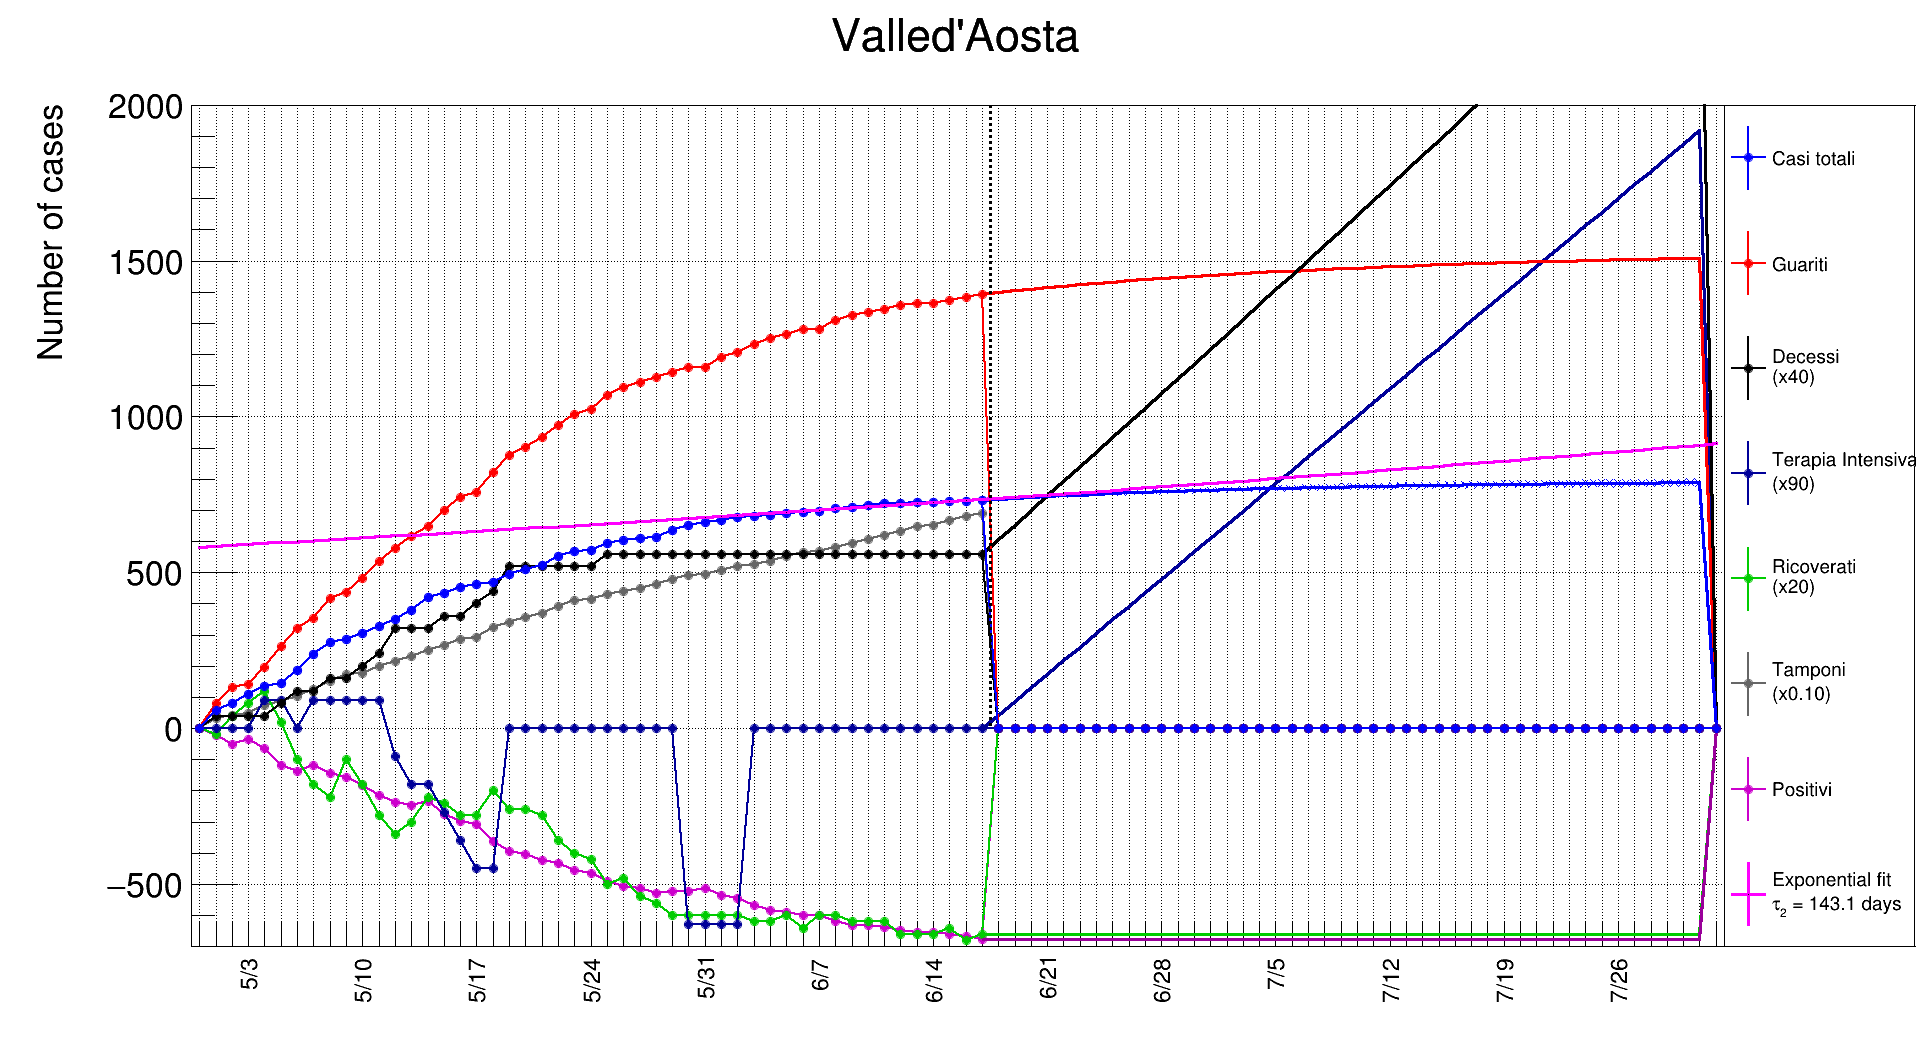 Valled'Aosta
Number of cases
2000
1500
1000
500
0
−500
5/3
5/10
5/17
5/24
5/31
6/7
6/14
6/21
6/28
7/5
7/12
7/19
7/26
Casi totali
Guariti
Decessi
(x40)
Terapia Intensiva
(x90)
Ricoverati
(x20)
Tamponi
(x0.10)
Positivi
Exponential fit
τ2 = 143.1 days